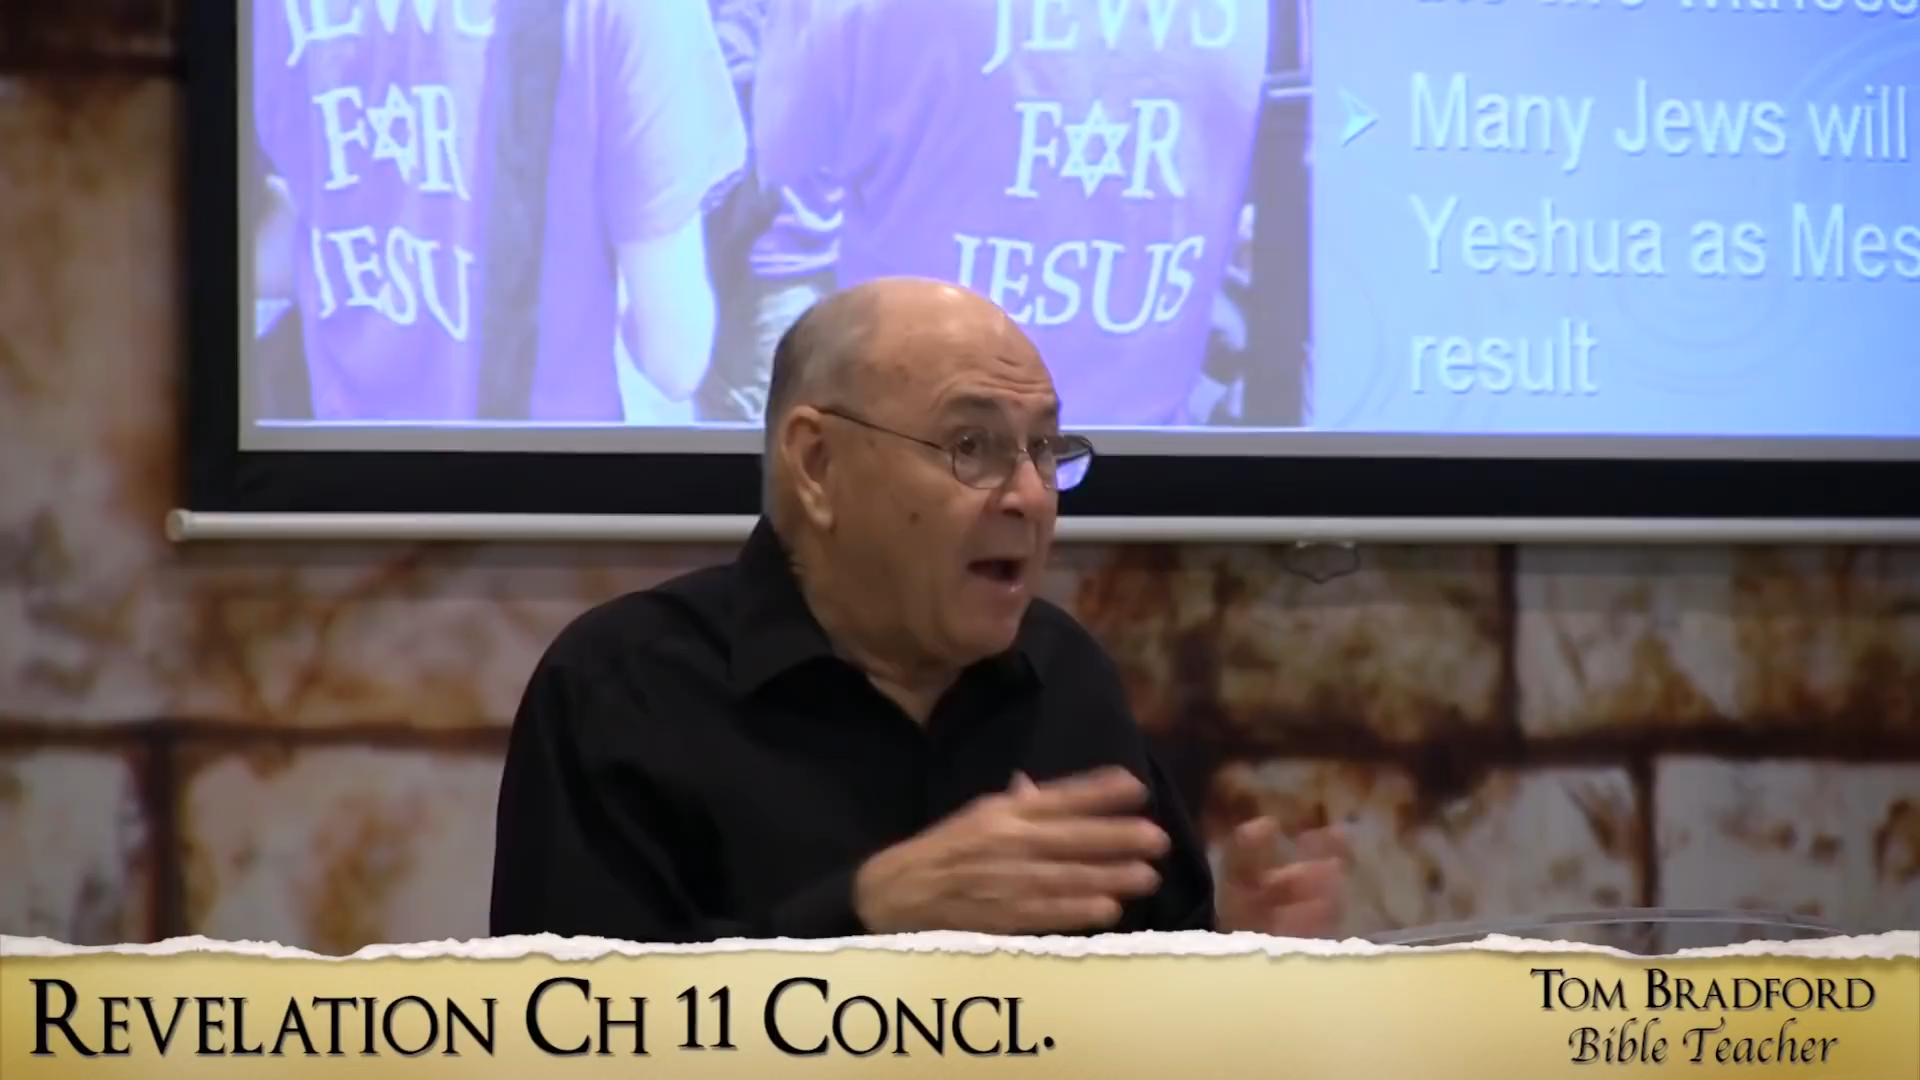 JEWS
FOR
JESU
JEWS
FOR
JESUS
Many Jews will
Yeshua as Mes
result
REVELATION CH 11 CONCL.
TOM BRADFORD
Bible Teacher